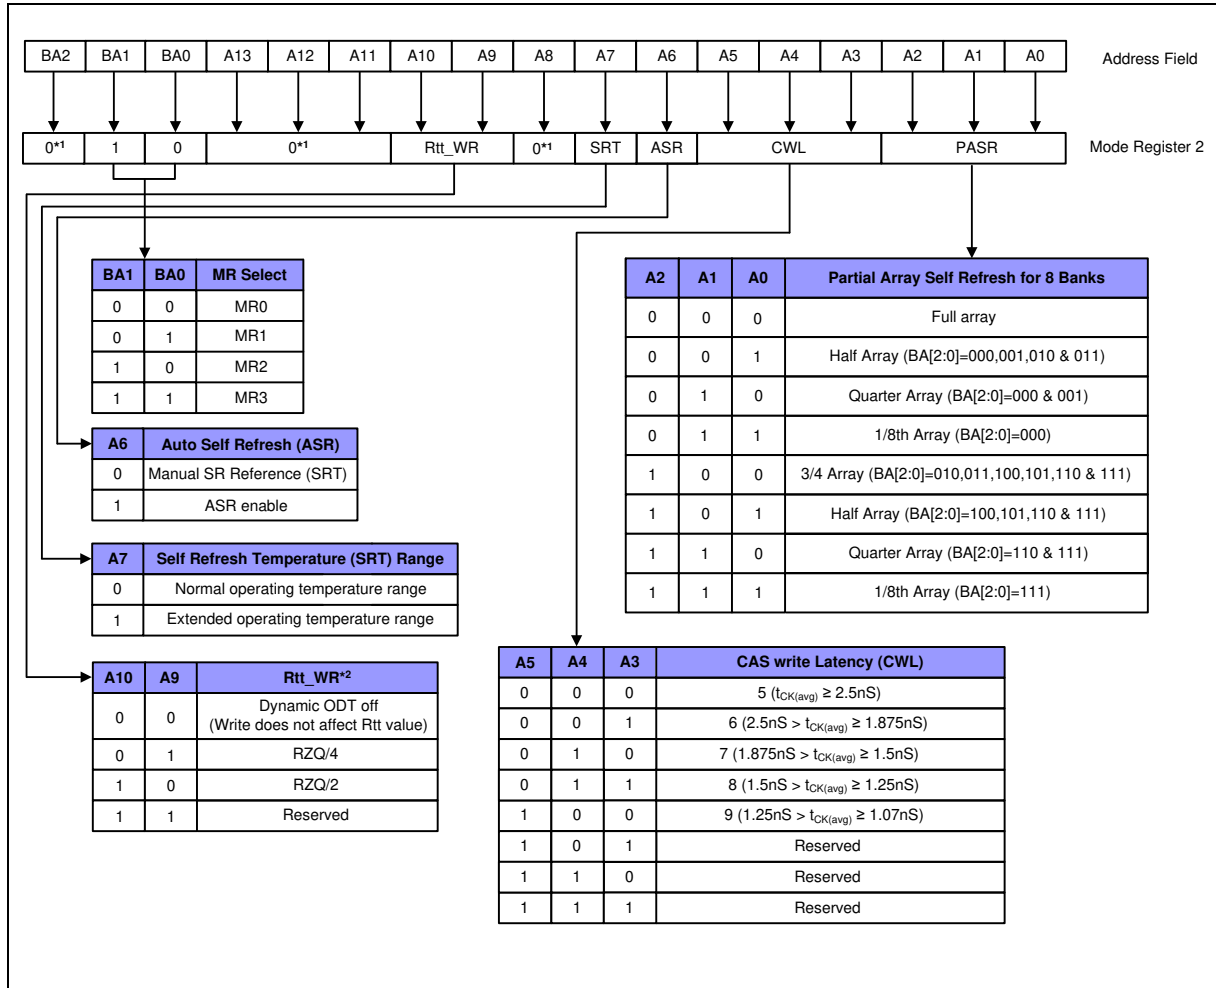 BA2 BA1 BA0 A13 A12 A11 A10 A9 A8 A7 A6 A5 A4 A3 A2 A1 A0 Address Field
0*1 1 0 0*1 Rtt_WR 0*1 SRT ASR CWL PASR Mode Register 2
BA1 BA0 MR Select
0 0 MR0
0 1 MR1
1 0 MR2
1 1 MR3
A6 Auto Self Refresh (ASR)
0 Manual SR Reference (SRT)
1 ASR enable
A7 Self Refresh Temperature (SRT) Range
0 Normal operating temperature range
1 Extended operating temperature range
A10 A9 Rtt_WR*2
0 0 Dynamic ODT off
(Write does not affect Rtt value)
0 1 RZQ/4
1 0 RZQ/2
1 1 Reserved
A2 A1 A0 Partial Array Self Refresh for 8 Banks
0 0 0 Full array
0 0 1 Half Array (BA[2:0]=000,001,010 & 011)
0 1 0 Quarter Array (BA[2:0]=000 & 001)
0 1 1 1/8th Array (BA[2:0]=000)
1 0 0 3/4 Array (BA[2:0]=010,011,100,101,110 & 111)
1 0 1 Half Array (BA[2:0]=100,101,110 & 111)
1 1 0 Quarter Array (BA[2:0]=110 & 111)
1 1 1 1/8th Array (BA[2:0]=111)
A5 A4 A3 CAS write Latency (CWL)
0 0 0 5 (tCK(avg) ≥ 2.5nS)
0 0 1 6 (2.5nS > tCK(avg) ≥ 1.875nS)
0 1 0 7 (1.875nS > tCK(avg) ≥ 1.5nS)
0 1 1 8 (1.5nS > tCK(avg) ≥ 1.25nS)
1 0 0 9 (1.25nS > tCK(avg) ≥ 1.07nS)
1 0 1 Reserved
1 1 0 Reserved
1 1 1 Reserved